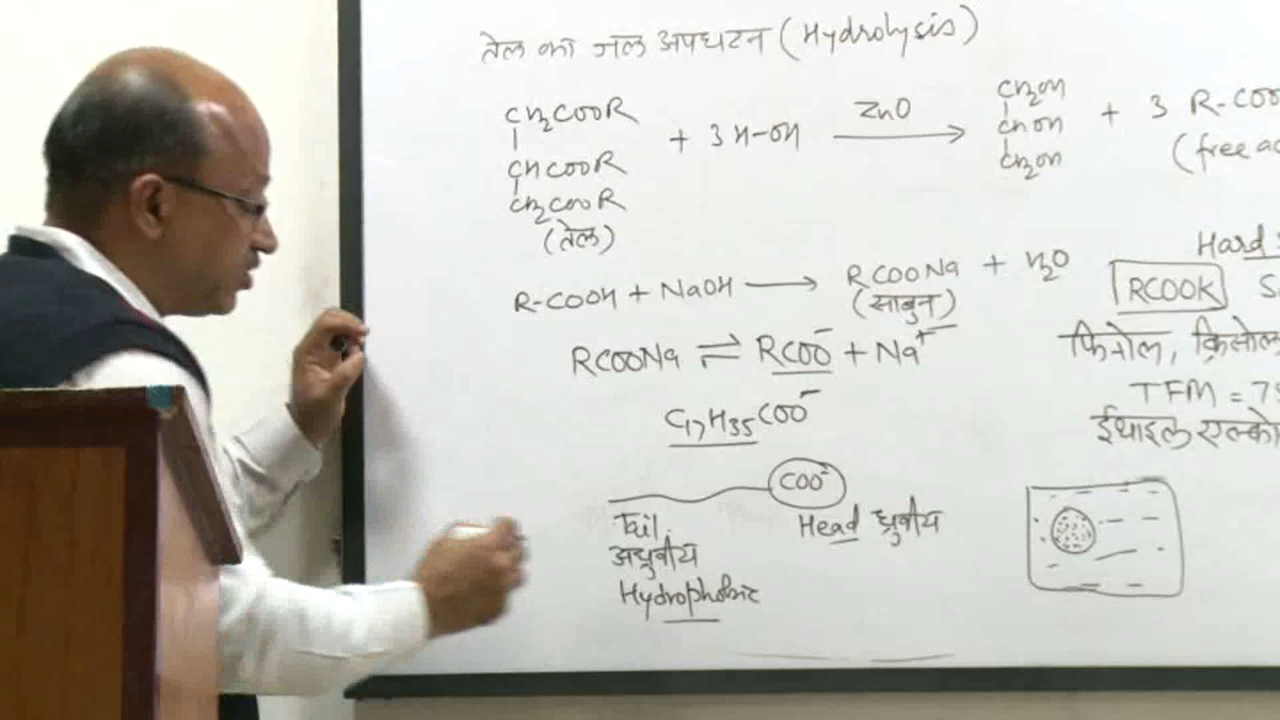 तेल का जल अपघटन (Hydrolysis)
CH2COOR
CHCOOR
CH2COOR
(तेल)
+ 3 H-OH
ZnO
CH2OH
CHOH
CH2OH
+ 3 R-COO
(free
R-COOH + NaOH → RCOONa + H2O
(साबुन)
Hard
RCOOK
RCOONa ⇌ RCOO⁻ + Na⁺
C17H35COO⁻
फिनोल, क्रिसोल
TFM = 7
ईथाइल एल्को
COO⁻
Tail
अध्रुवीय
Hydrophobic
Head ध्रुवीय